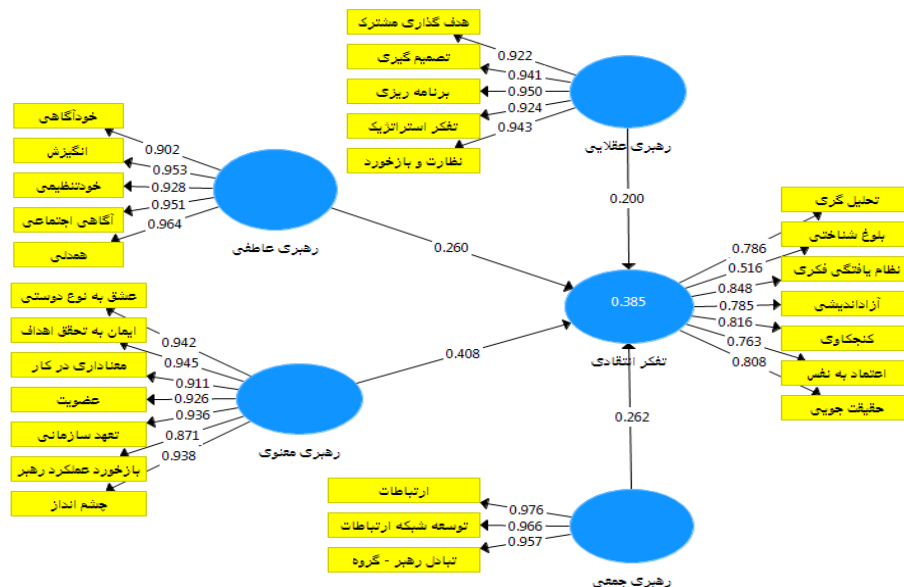 هدف گذاری مشترک
تصمیم گیری
برنامه ریزی
تفکر استراتژیک
نظارت و بازخورد
0.922
0.941
0.950
0.924
0.943
رهبری عقلایی
0.200
خودآگاهی
انگیزش
خودتنظیمی
آگاهی اجتماعی
همدلی
0.902
0.953
0.928
0.951
0.964
رهبری عاطفی
0.260
تحلیل گری
بلوغ شناختی
نظام یافتگی فکری
آزاداندیشی
کنجکاوی
اعتماد به نفس
حقیقت جویی
0.786
0.516
0.848
0.785
0.816
0.763
0.808
0.385
تفکر انتقادی
عشق به نوع دوستی
ایمان به تحقق اهداف
معناداری در کار
عضویت
تعهد سازمانی
بازخورد عملکرد رهبر
چشم انداز
0.942
0.945
0.911
0.926
0.936
0.871
0.938
رهبری معنوی
0.408
0.262
ارتباطات
توسعه شبکه ارتباطات
تبادل رهبر - گروه
0.976
0.966
0.957
رهبری جمعی